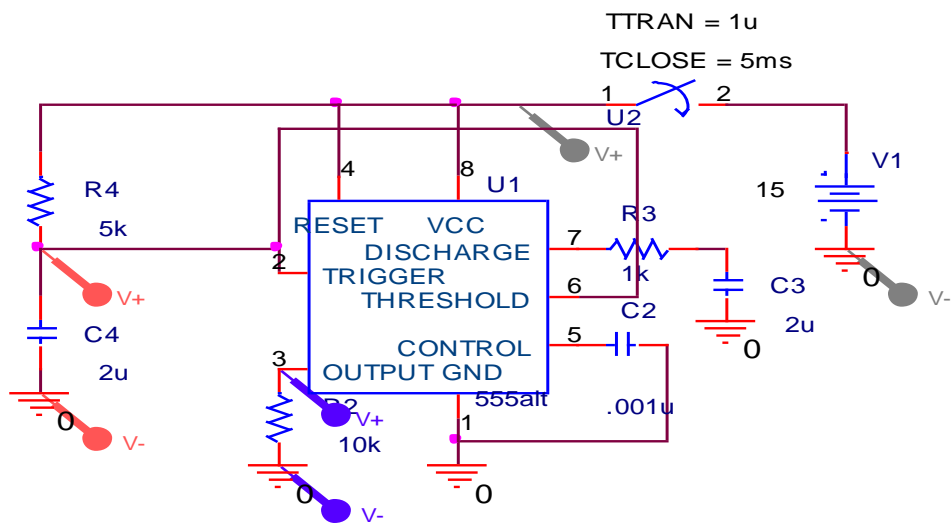 TTRAN = 1u
TCLOSE = 5ms
1
2
U2
V+
V1
15
0
V-
4
8
U1
R4
5k
RESET
VCC
R3
DISCHARGE
7
1k
2
TRIGGER
THRESHOLD
6
C3
2u
0
V+
C4
2u
0
V-
C2
5
CONTROL
.001u
3
OUTPUT
GND
555alt
R2
10k
V+
1
0
0
V-